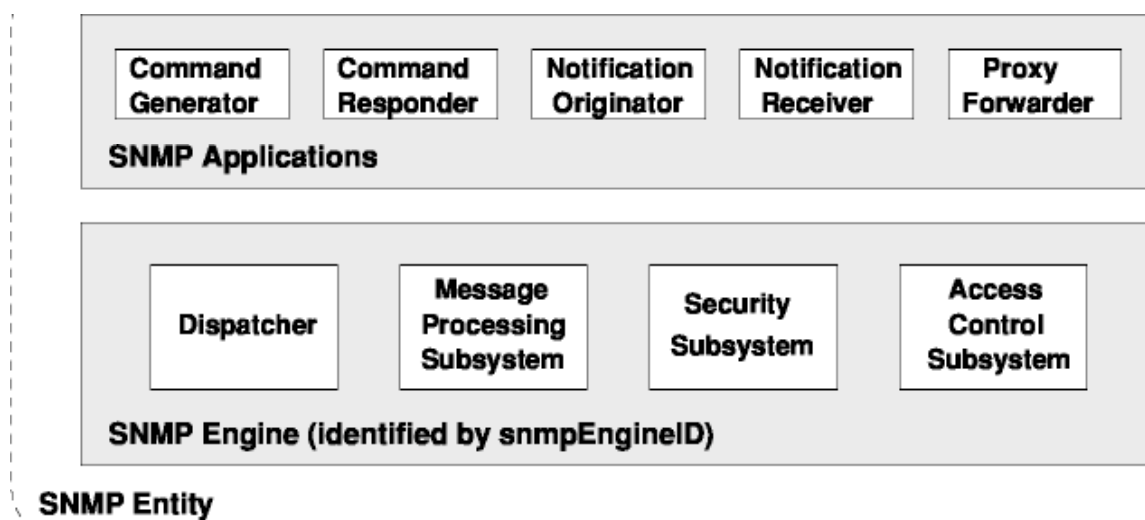 Command
Generator
Command
Responder
Notification
Originator
Notification
Receiver
Proxy
Forwarder
SNMP Applications
Dispatcher
Message
Processing
Subsystem
Security
Subsystem
Access
Control
Subsystem
SNMP Engine (identified by snmpEngineID)
SNMP Entity